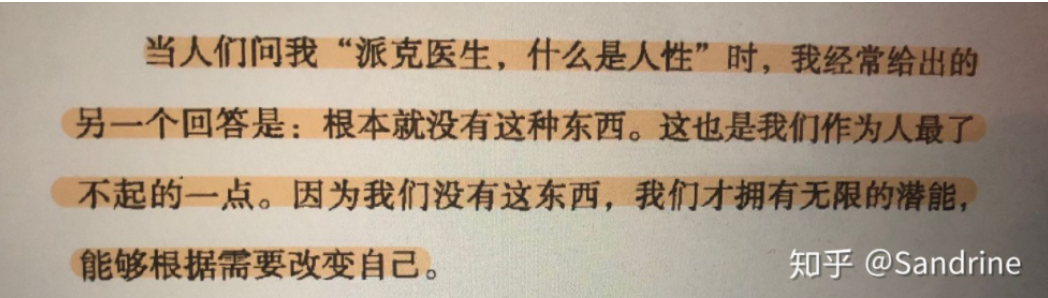 当人们问我“派克医生，什么是人性”时，我经常给出的
另一个回答是：根本就没有这种东西。这也是我们作为人最了
不起的一点。因为我们没有这东西，我们才拥有无限的潜能，
能够根据需要改变自己。
知乎 @Sandrine